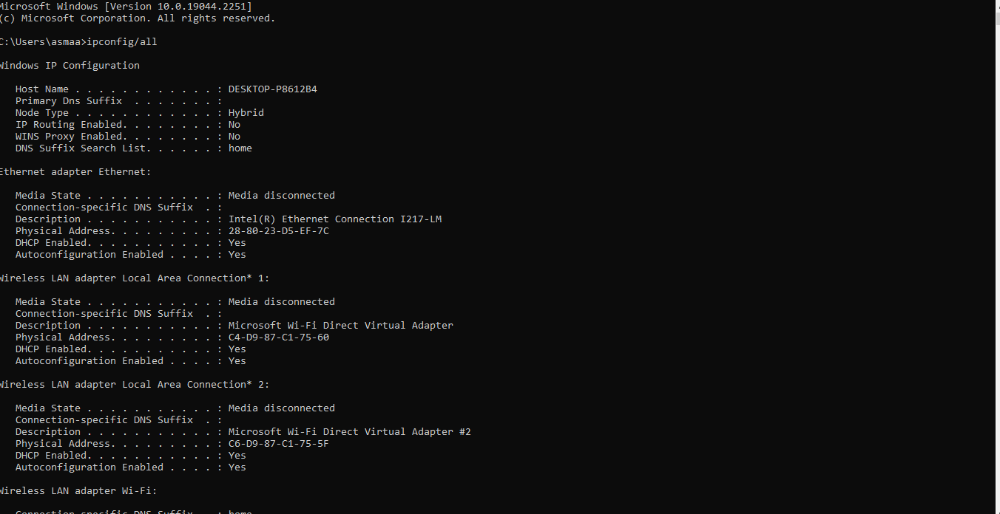 Microsoft Windows [Version 10.0.19044.2251]
(c) Microsoft Corporation. All rights reserved.
C:\Users\asmaa>ipconfig/all
Windows IP Configuration
Host Name . . . . . . . . . . . . : DESKTOP-P8612B4
Primary Dns Suffix  . . . . . . . :
Node Type . . . . . . . . . . . . : Hybrid
IP Routing Enabled. . . . . . . . : No
WINS Proxy Enabled. . . . . . . . : No
DNS Suffix Search List. . . . . . : home
Ethernet adapter Ethernet:
Media State . . . . . . . . . . . : Media disconnected
Connection-specific DNS Suffix  . :
Description . . . . . . . . . . . : Intel(R) Ethernet Connection I217-LM
Physical Address. . . . . . . . . : 28-80-23-D5-EF-7C
DHCP Enabled. . . . . . . . . . . : Yes
Autoconfiguration Enabled . . . . : Yes
Wireless LAN adapter Local Area Connection* 1:
Media State . . . . . . . . . . . : Media disconnected
Connection-specific DNS Suffix  . :
Description . . . . . . . . . . . : Microsoft Wi-Fi Direct Virtual Adapter
Physical Address. . . . . . . . . : C4-D9-87-C1-75-60
DHCP Enabled. . . . . . . . . . . : Yes
Autoconfiguration Enabled . . . . : Yes
Wireless LAN adapter Local Area Connection* 2:
Media State . . . . . . . . . . . : Media disconnected
Connection-specific DNS Suffix  . :
Description . . . . . . . . . . . : Microsoft Wi-Fi Direct Virtual Adapter #2
Physical Address. . . . . . . . . : C6-D9-87-C1-75-5F
DHCP Enabled. . . . . . . . . . . : Yes
Autoconfiguration Enabled . . . . : Yes
Wireless LAN adapter Wi-Fi:
Connection-specific DNS Suffix  . : home